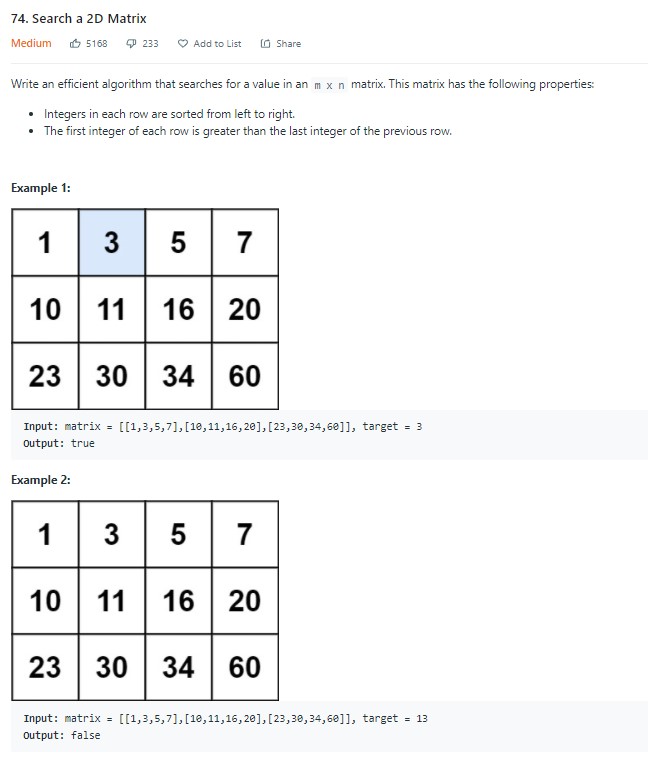 74. Search a 2D Matrix
Medium 5168 233 Add to List Share
Write an efficient algorithm that searches for a value in an m x n matrix. This matrix has the following properties:
• Integers in each row are sorted from left to right.
• The first integer of each row is greater than the last integer of the previous row.
Example 1:
1 3 5 7
10 11 16 20
23 30 34 60
Input: matrix = [[1,3,5,7],[10,11,16,20],[23,30,34,60]], target = 3
Output: true
Example 2:
1 3 5 7
10 11 16 20
23 30 34 60
Input: matrix = [[1,3,5,7],[10,11,16,20],[23,30,34,60]], target = 13
Output: false